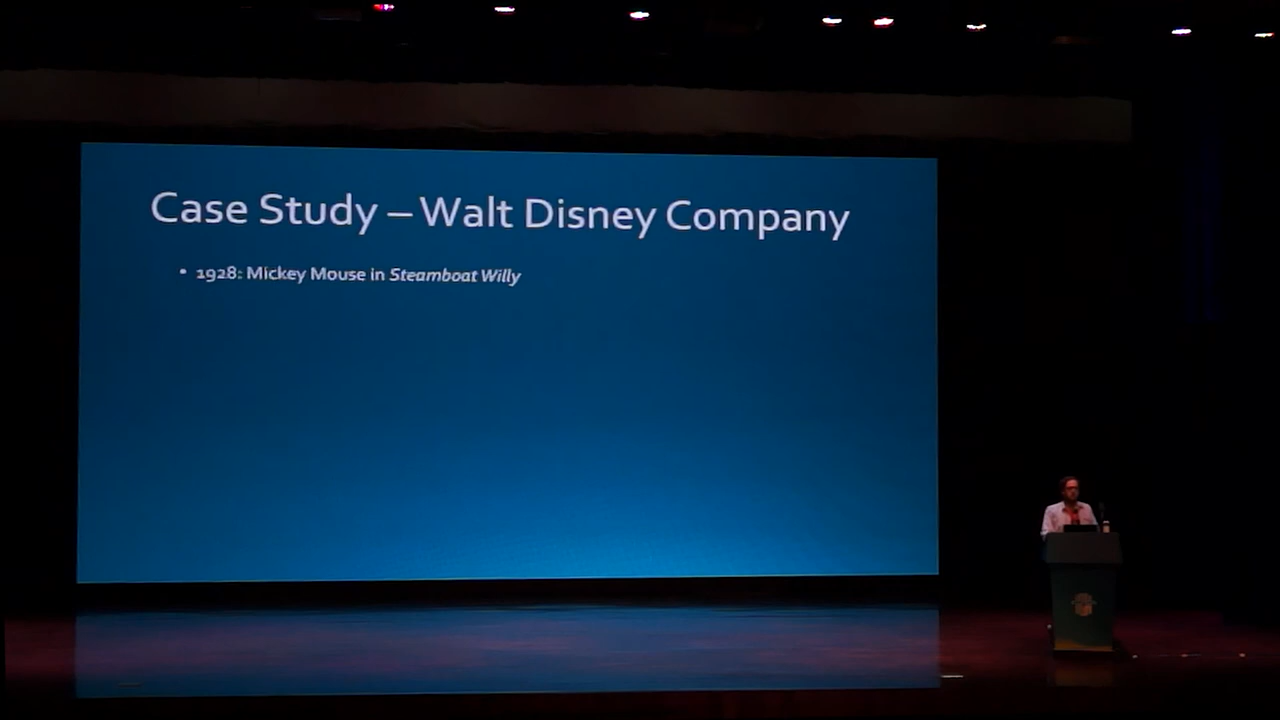 Case Study – Walt Disney Company
• 1928: Mickey Mouse in Steamboat Willy